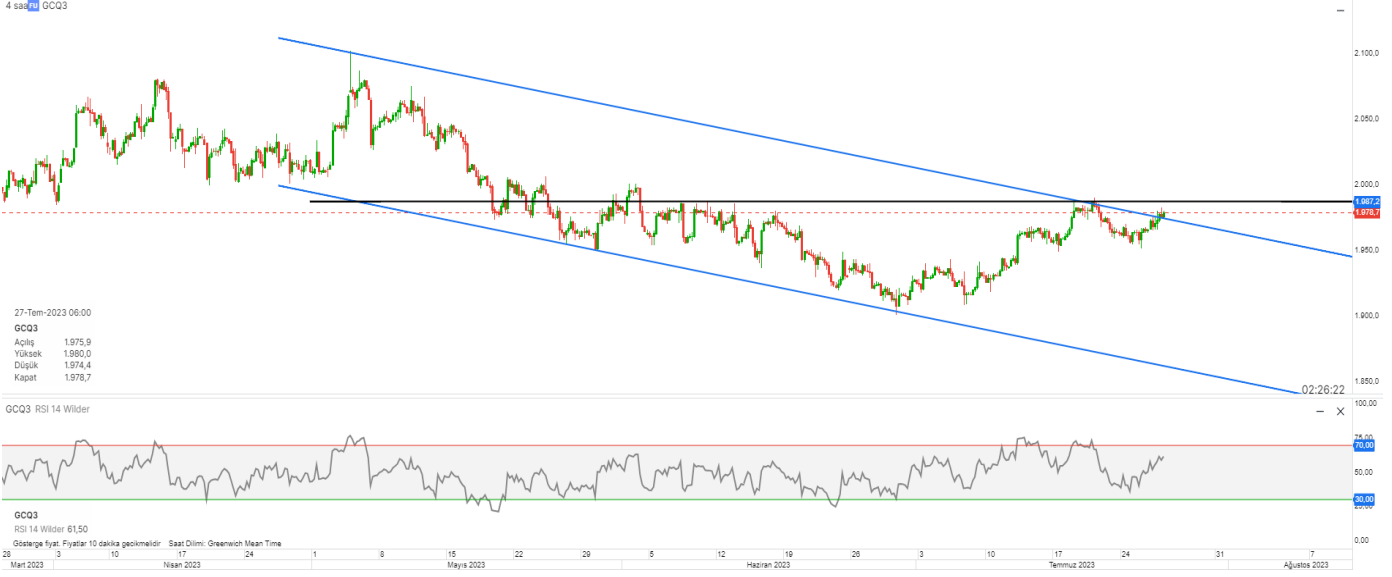 4 saa FU GCQ3
2.100,0
2.050,0
2.000,0
1.987,2
1.978,7
1.950,0
1.900,0
1.850,0
27-Tem-2023 06:00
GCQ3
Açılış 1.975,9
Yüksek 1.980,0
Düşük 1.974,4
Kapat 1.978,7
02:26:22
GCQ3 RSI 14 Wilder
100,00
75,00
70,00
50,00
30,00
25,00
0,00
GCQ3
RSI 14 Wilder 61,50
Gösterge fiyat. Fiyatlar 10 dakika gecikmelidir Saat Dilimi: Greenwich Mean Time
28 3 10 17 24 1 8 15 22 29 5 12 19 26 3 10 17 24 31 7
Mart 2023 Nisan 2023 Mayıs 2023 Haziran 2023 Temmuz 2023 Ağustos 2023